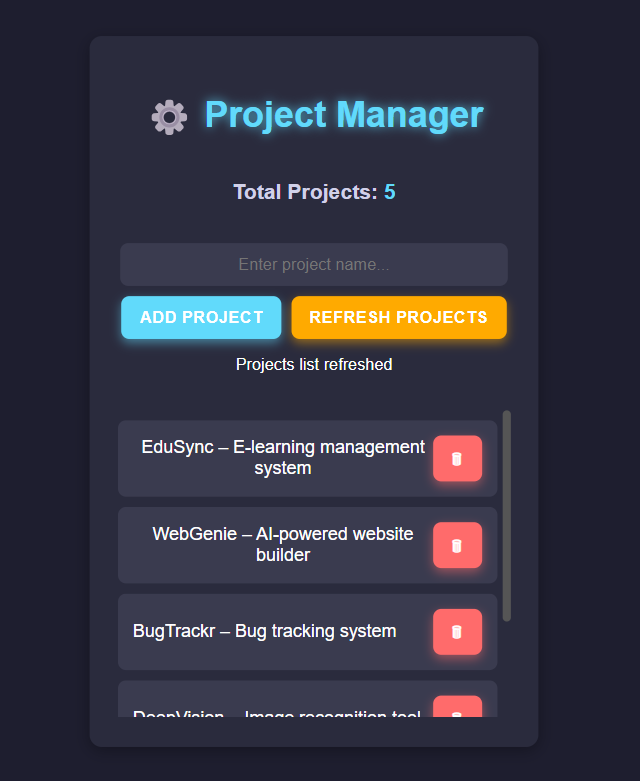 Project Manager
Total Projects: 5
Enter project name...
ADD PROJECT
REFRESH PROJECTS
Projects list refreshed
EduSync – E-learning management
system
WebGenie – AI-powered website
builder
BugTrackr – Bug tracking system
DeepVision – Image recognition tool